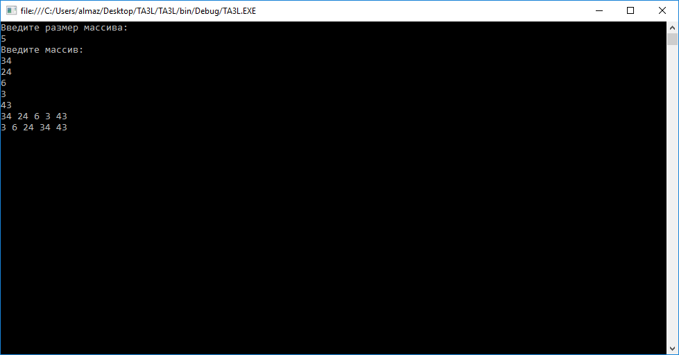 file:///C:/Users/almaz/Desktop/TA3L/TA3L/bin/Debug/TA3L.EXE
Введите размер массива:
5
Введите массив:
34
24
6
3
43
34 24 6 3 43
3 6 24 34 43